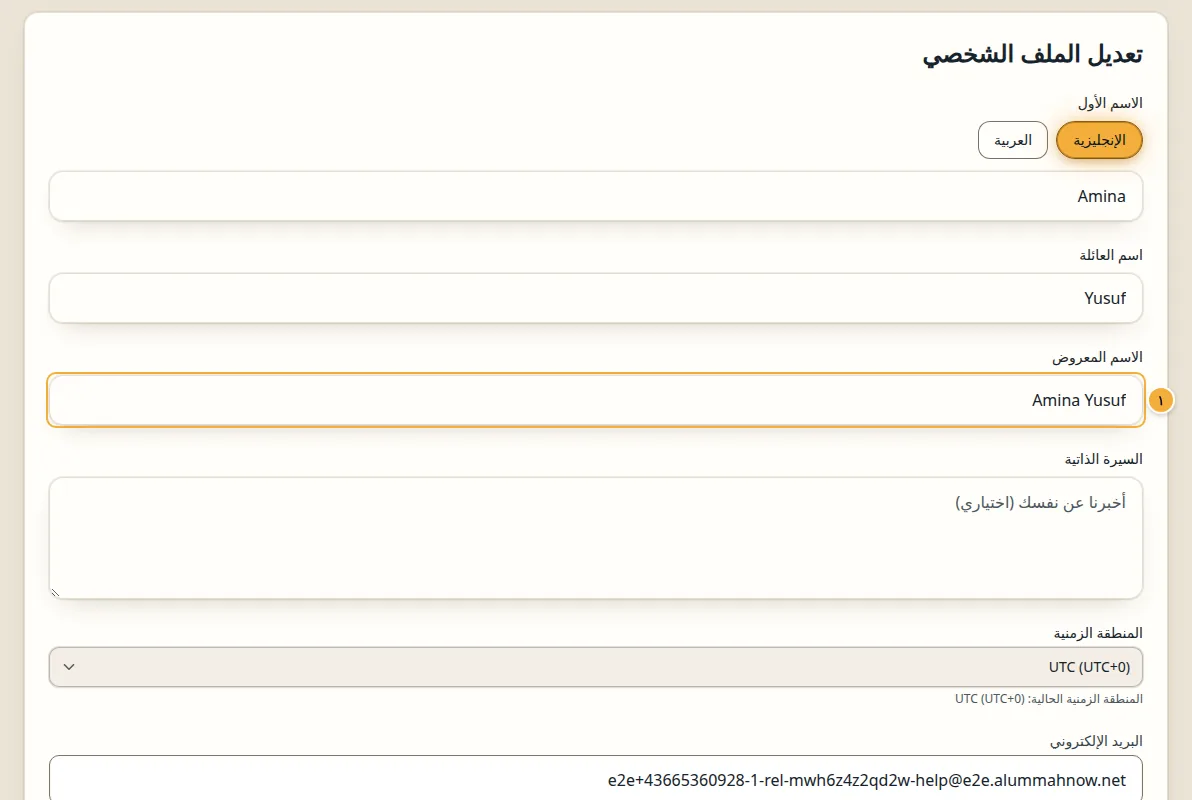 تعديل الملف الشخصي
الاسم الأول
الإنجليزية العربية
Amina
اسم العائلة
Yusuf
الاسم المعروض
Amina Yusuf
١
السيرة الذاتية
أخبرنا عن نفسك (اختياري)
المنطقة الزمنية
UTC (UTC+0)
المنطقة الزمنية الحالية: UTC (UTC+0)
البريد الإلكتروني
e2e+43665360928-1-rel-mwh6z4z2qd2w-help@e2e.alummahnow.net